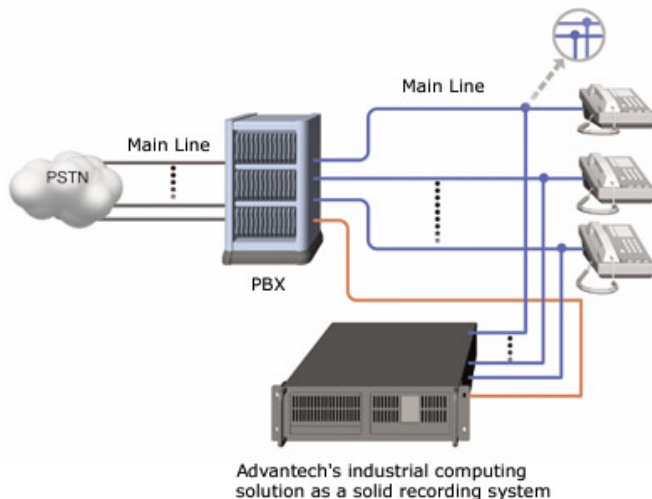 Main Line
Main Line
PSTN
PBX
Advantech's industrial computing
solution as a solid recording system